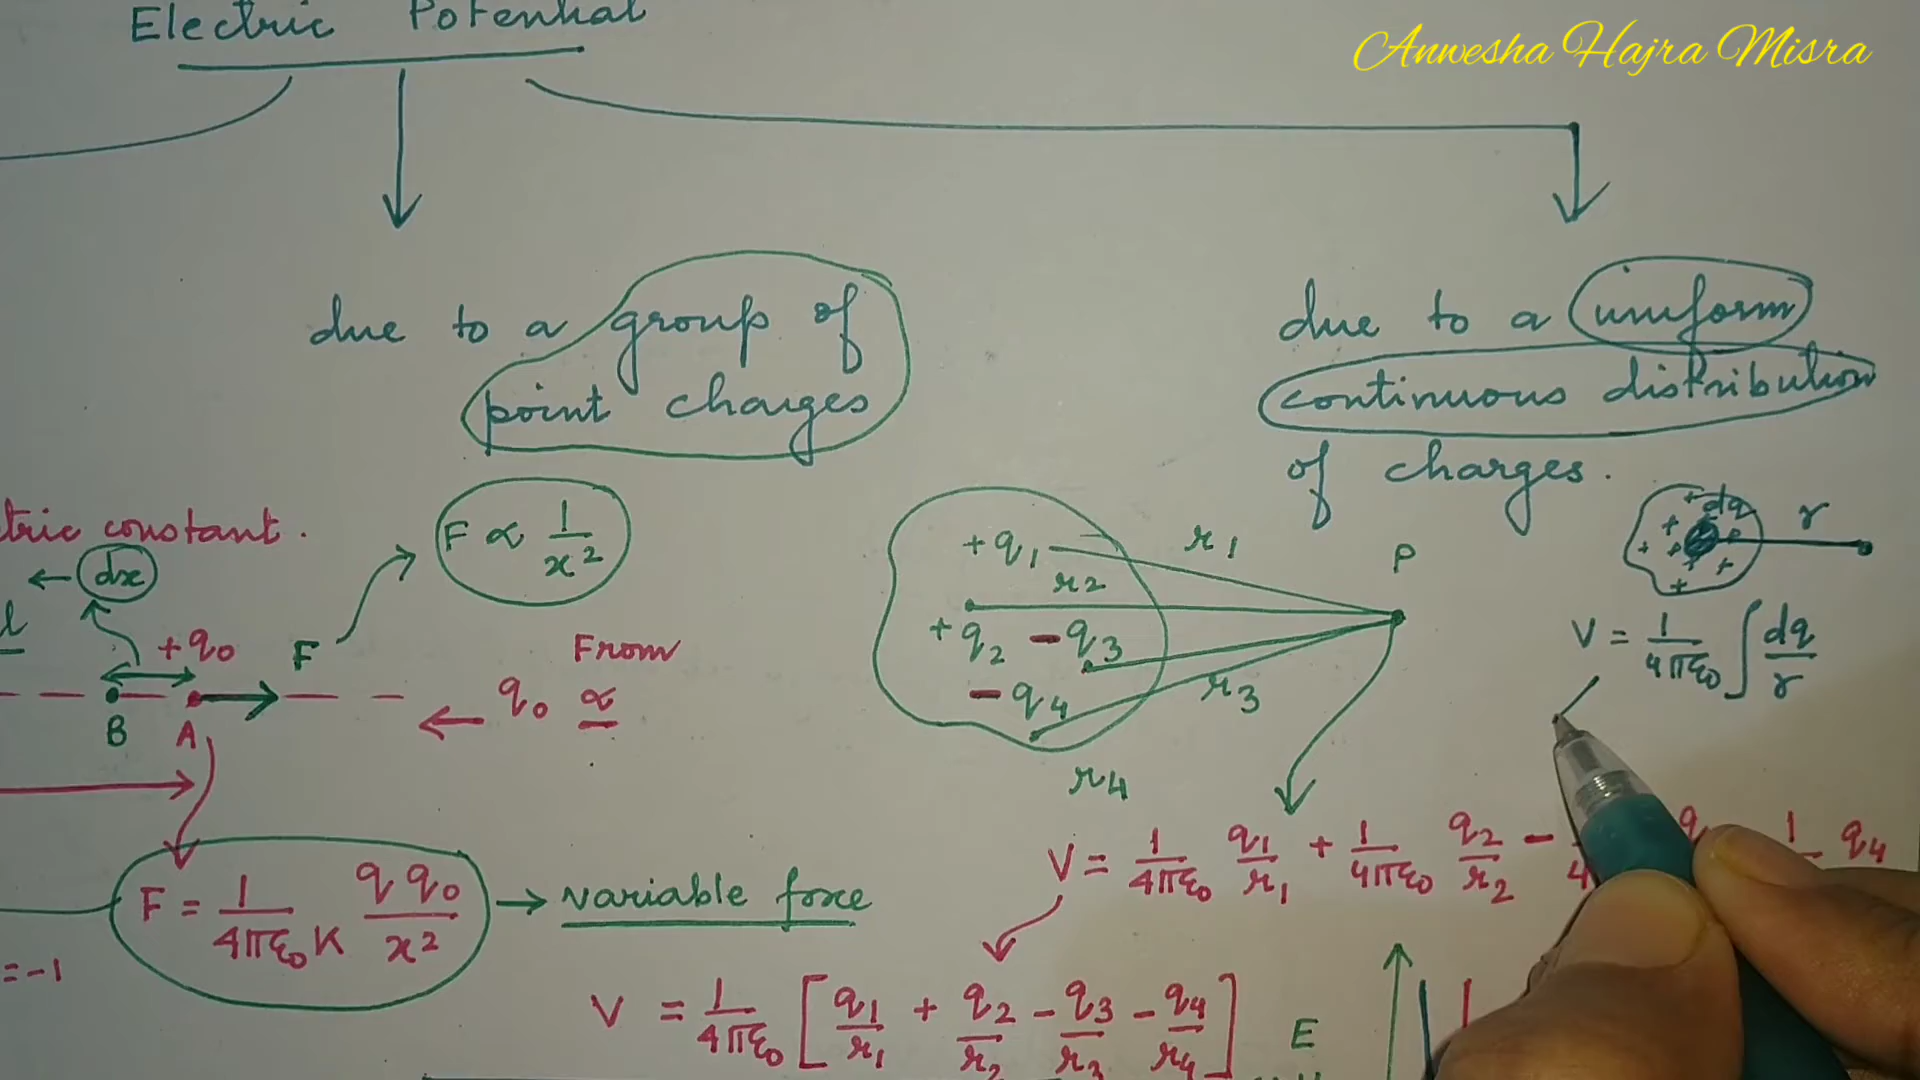 Electric Potential
Anwesha Hajra Misra
due to a group of
point charges
due to a uniform
continuous distribution
of charges.
tric constant.
dx
F ∝ 1/x²
+q₀
F
From
q₀ ∝
B A
F = 1/4πε₀K qq₀/x²
variable force
= -1
+q₁
r₁
P
r₂
+q₂ -q₃
-q₄
r₃
r₄
dq
r
V = 1/4πε₀ ∫ dq/r
V = 1/4πε₀ q₁/r₁ + 1/4πε₀ q₂/r₂ -
q₄
V = 1/4πε₀ [q₁/r₁ + q₂/r₂ - q₃/r₃ - q₄/r₄]
E